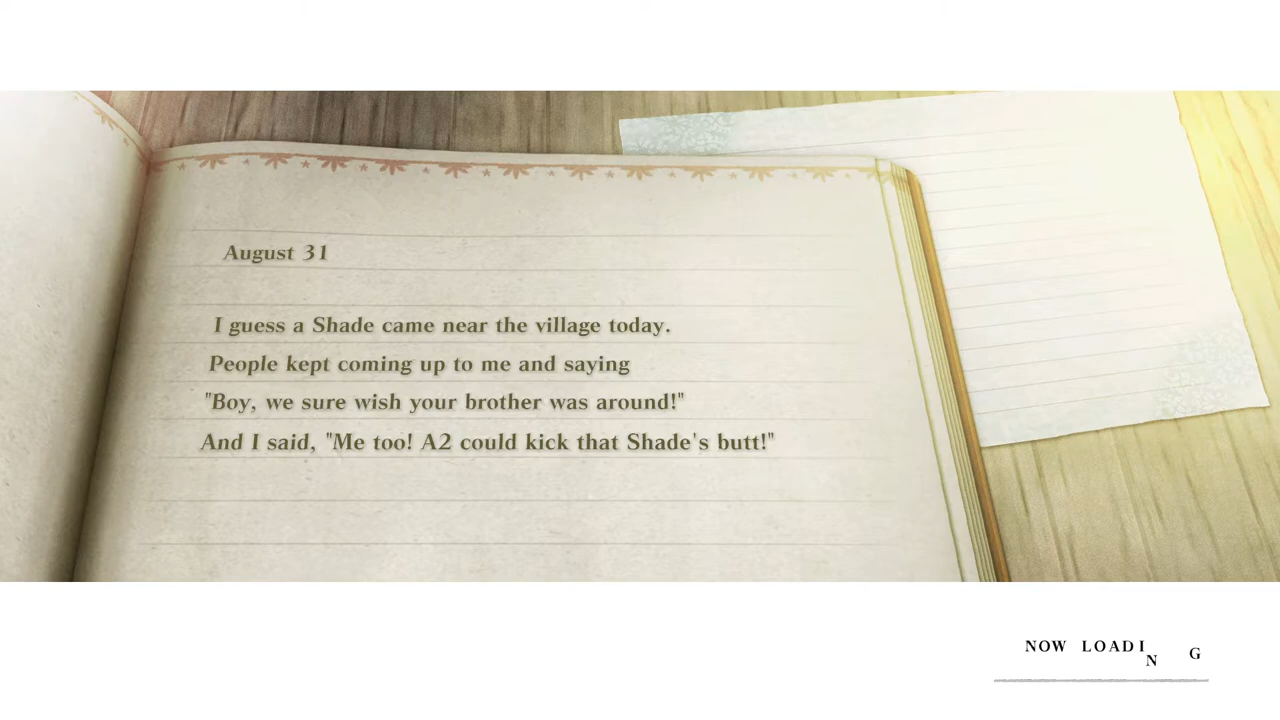 August 31
I guess a Shade came near the village today.
People kept coming up to me and saying
"Boy, we sure wish your brother was around!"
And I said, "Me too! A2 could kick that Shade's butt!"
NOW LOADING